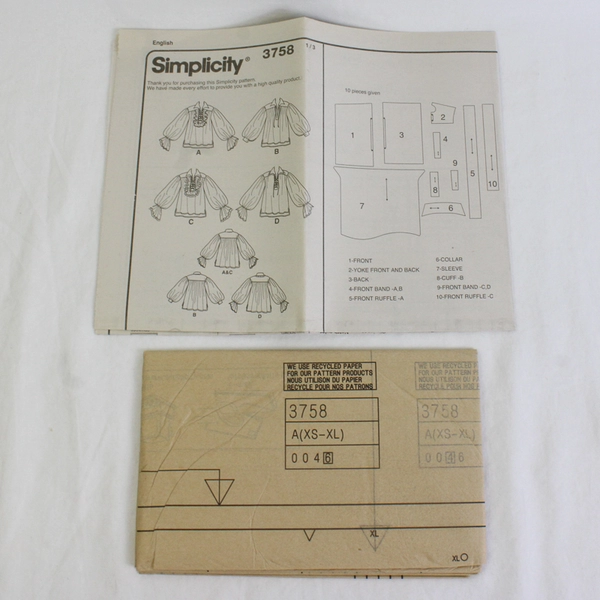 English
Simplicity® 3758 1/3
Thank you for purchasing this Simplicity pattern.
We have made every effort to provide you with a high quality product.
A
B
C
D
A&C
B
D
10 pieces given
1
3
2
4
9
5
10
8
7
6
1-FRONT
2-YOKE FRONT AND BACK
3-BACK
4-FRONT BAND -A,B
5-FRONT RUFFLE -A
6-COLLAR
7-SLEEVE
8-CUFF -B
9-FRONT BAND -C,D
10-FRONT RUFFLE -C
WE USE RECYCLED PAPER
FOR OUR PATTERN PRODUCTS
NOUS UTILISON DU PAPIER
RECYCLE POUR NOS PATRONS
3758
A(XS-XL)
0046
WE USE RECYCLED PAPER
FOR OUR PATTERN PRODUCTS
NOUS UTILISON DU PAPIER
RECYCLE POUR NOS PATRONS
3758
A(XS-XL)
0046
XL
XL